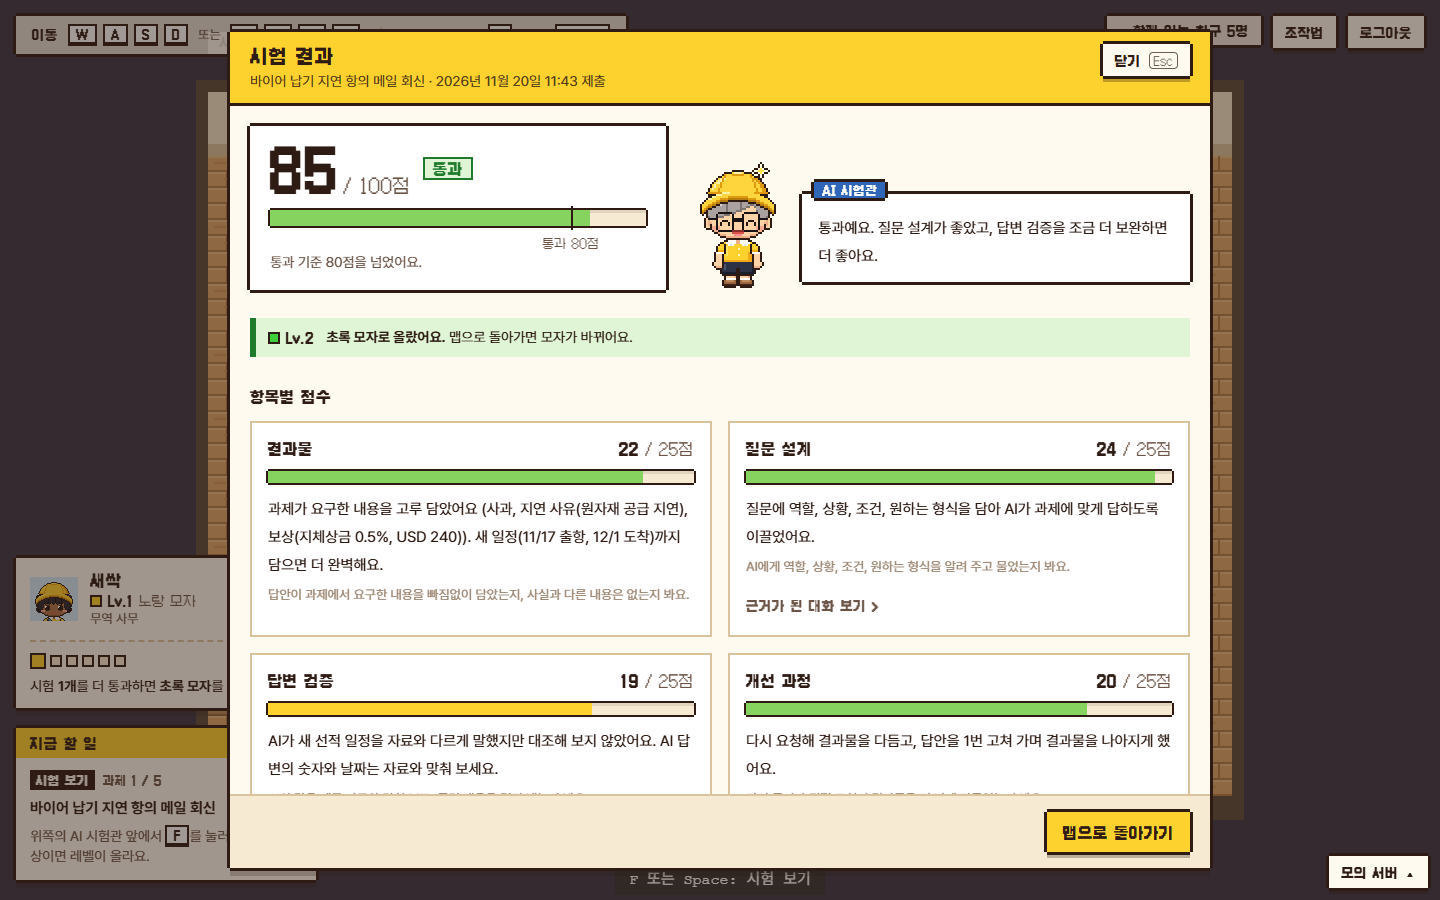 이동 W A S D 또는
5명
조작법
로그아웃
시험 결과
바이어 납기 지연 항의 메일 회신 · 2026년 11월 20일 11:43 제출
닫기 Esc
85 / 100점 통과
통과 80점
통과 기준 80점을 넘었어요.
AI 시험관
통과예요. 질문 설계가 좋았고, 답변 검증을 조금 더 보완하면
더 좋아요.
Lv.2 초록 모자로 올랐어요. 맵으로 돌아가면 모자가 바뀌어요.
항목별 점수
결과물 22 / 25점
과제가 요구한 내용을 고루 담았어요 (사과, 지연 사유(원자재 공급 지연),
보상(지체상금 0.5%, USD 240)). 새 일정(11/17 출항, 12/1 도착)까지
담으면 더 완벽해요.
답안이 과제에서 요구한 내용을 빠짐없이 담았는지, 사실과 다른 내용은 없는지 봐요.
질문 설계 24 / 25점
질문에 역할, 상황, 조건, 원하는 형식을 담아 AI가 과제에 맞게 답하도록
이끌었어요.
AI에게 역할, 상황, 조건, 원하는 형식을 알려 주고 물었는지 봐요.
근거가 된 대화 보기 >
답변 검증 19 / 25점
AI가 새 선적 일정을 자료와 다르게 말했지만 대조해 보지 않았어요. AI 답
변의 숫자와 날짜는 자료와 맞춰 보세요.
개선 과정 20 / 25점
다시 요청해 결과물을 다듬고, 답안을 1번 고쳐 가며 결과물을 나아지게 했
어요.
맵으로 돌아가기
새싹
Lv.1 노랑 모자
무역 사무
시험 1개를 더 통과하면 초록 모자를
지금 할 일
시험 보기 과제 1 / 5
바이어 납기 지연 항의 메일 회신
위쪽의 AI 시험관 앞에서 F 를 눌러
상이면 레벨이 올라요.
F 또는 Space: 시험 보기
모의 서버 ▲